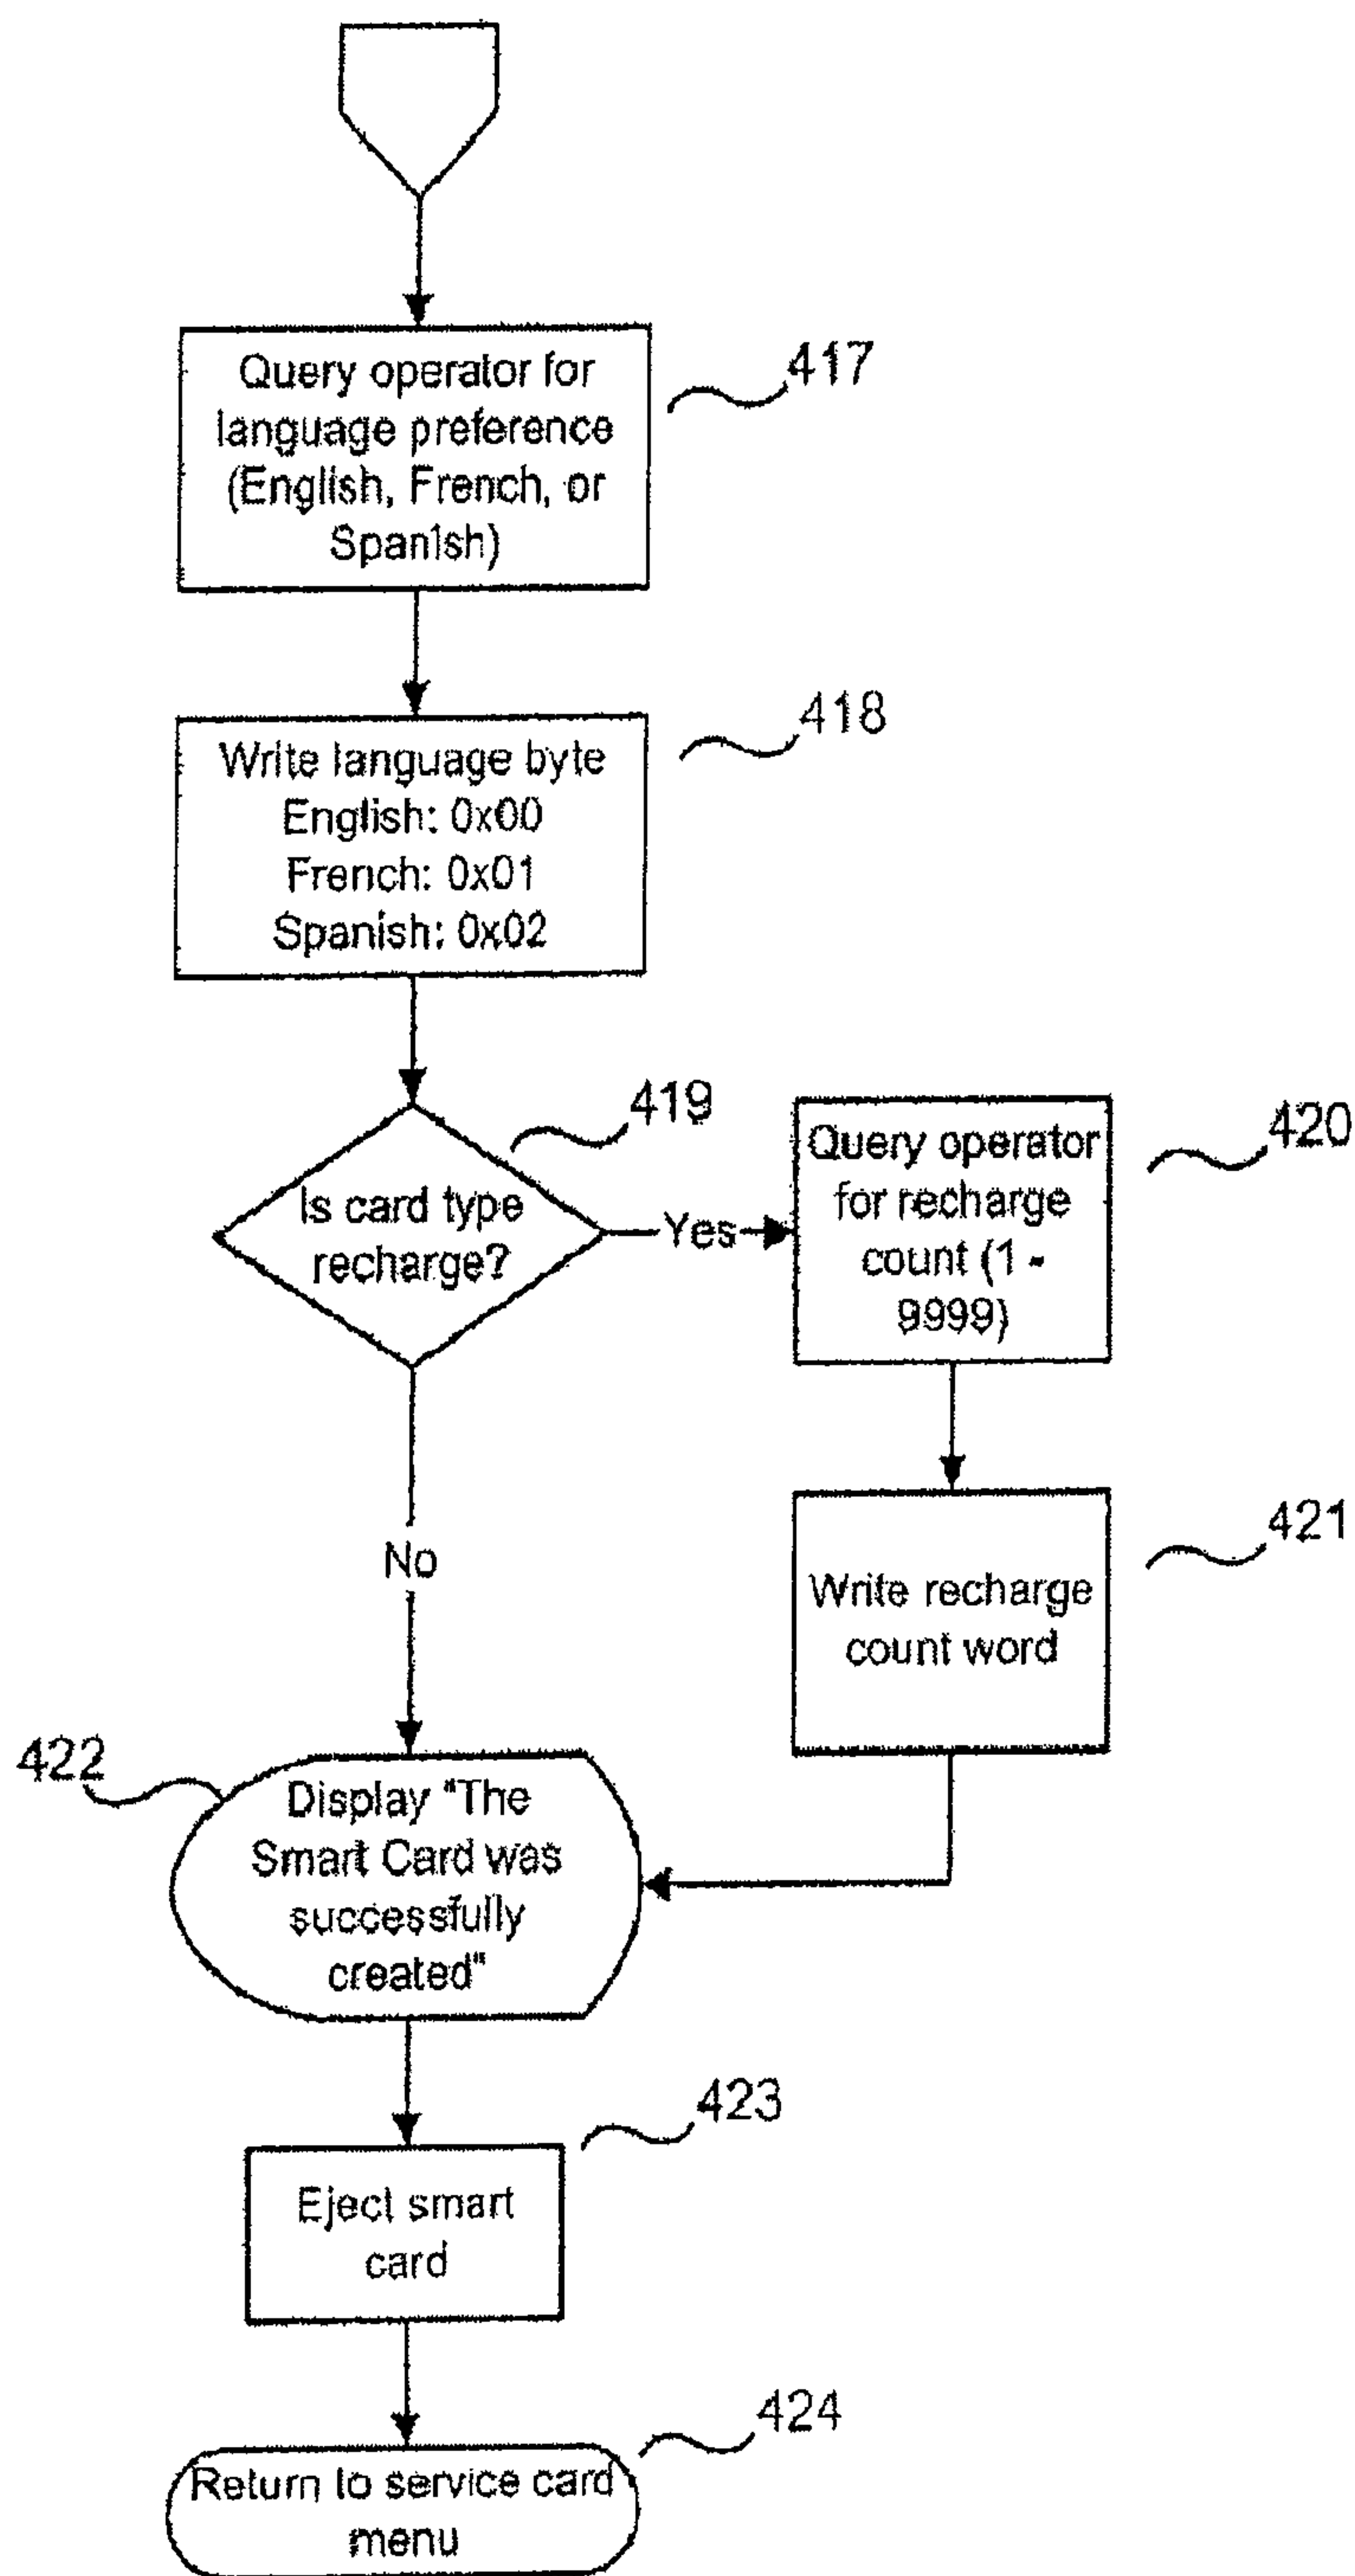 Query operator for
language preference
(English, French, or
Spanish)
417
Write language byte
English: 0x00
French: 0x01
Spanish: 0x02
418
Is card type
recharge?
419
Yes
Query operator
for recharge
count (1 -
9999)
420
No
Write recharge
count word
421
422
Display "The
Smart Card was
successfully
created"
Eject smart
card
423
Return to service card
menu
424